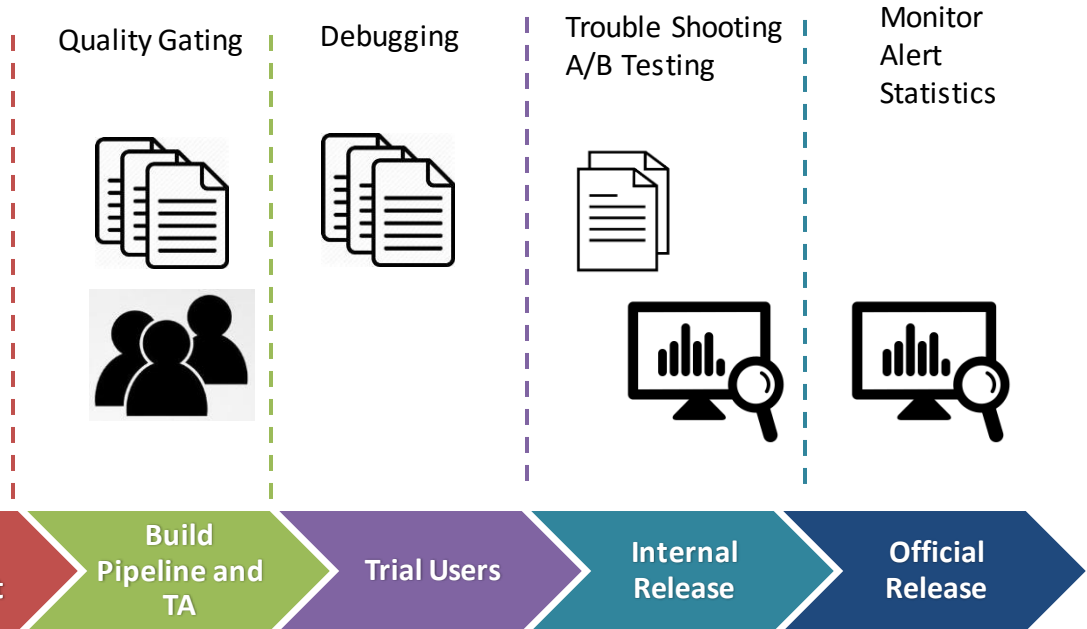 Quality Gating
Debugging
Trouble Shooting
A/B Testing
Monitor
Alert
Statistics
Build
Pipeline and
TA
Trial Users
Internal
Release
Official
Release